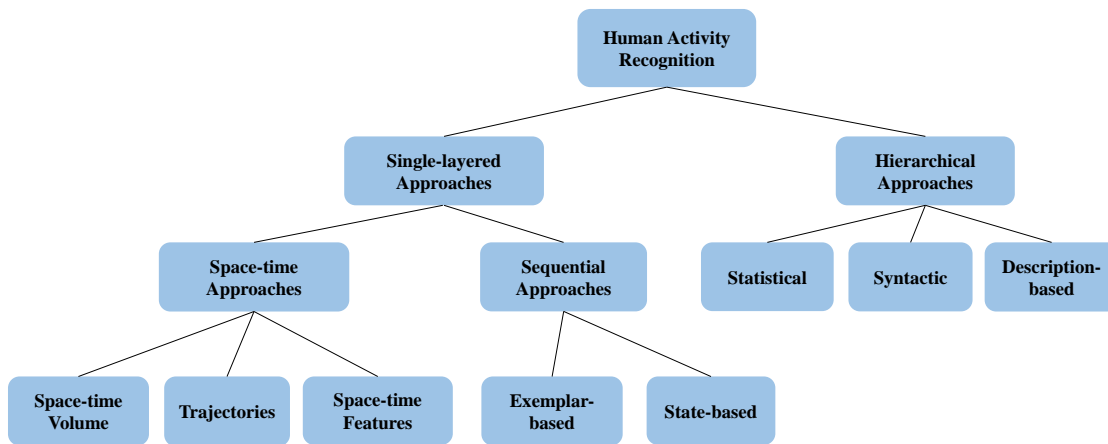 Human Activity
Recognition
Single-layered
Approaches
Hierarchical
Approaches
Space-time
Approaches
Sequential
Approaches
Statistical
Syntactic
Description-
based
Space-time
Volume
Trajectories
Space-time
Features
Exemplar-
based
State-based